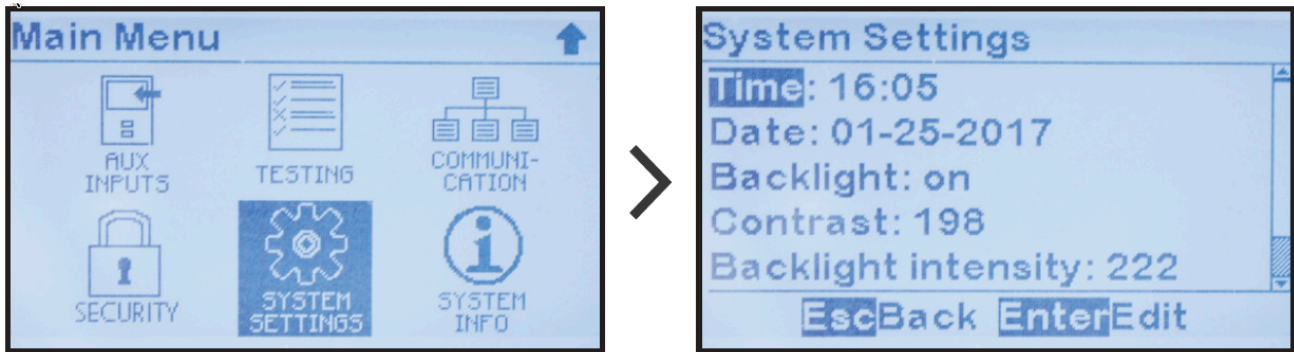 Main Menu
AUX
INPUTS
TESTING
COMMUNI-
CATION
SECURITY
SYSTEM
SETTINGS
SYSTEM
INFO
System Settings
Time: 16:05
Date: 01-25-2017
Backlight: on
Contrast: 198
Backlight intensity: 222
EscBack EnterEdit